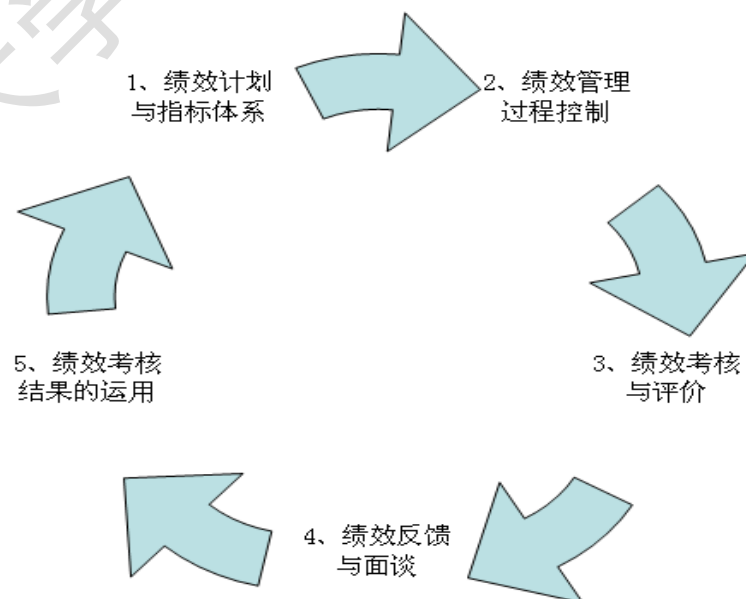 1、绩效计划
与指标体系
2、绩效管理
过程控制
3、绩效考核
与评价
4、绩效反馈
与面谈
5、绩效考核
结果的运用